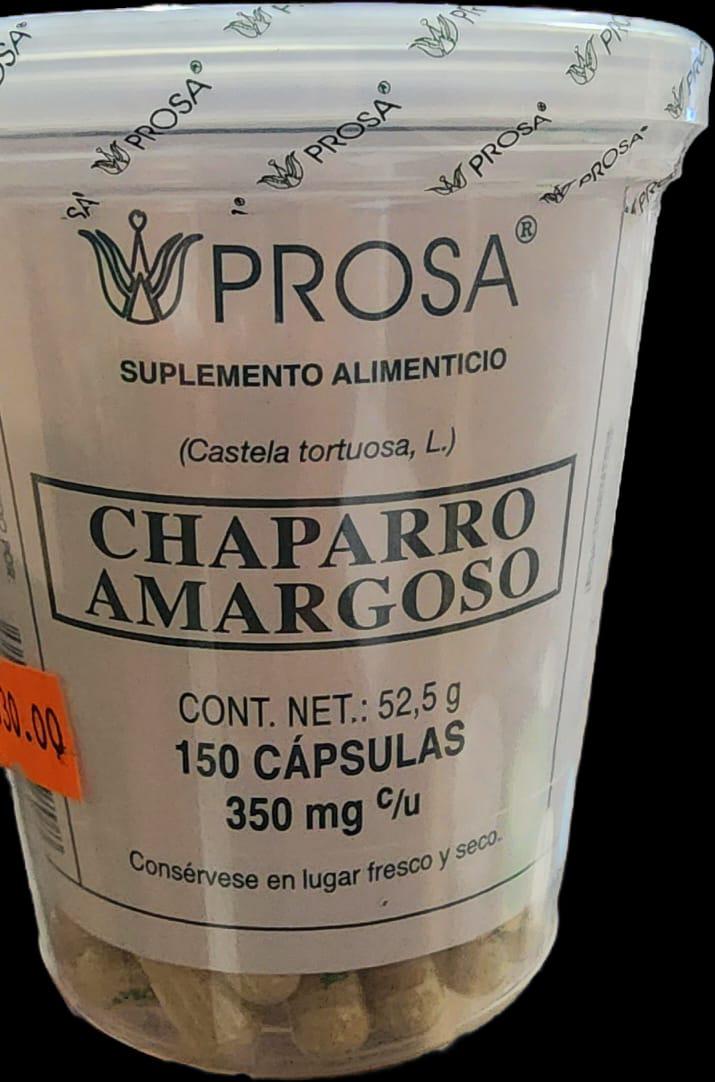 PROSA®
PROSA®
PROSA®
PROSA®
PROSA®
SUPLEMENTO ALIMENTICIO
(Castela tortuosa, L.)
CHAPARRO
AMARGOSO
CONT. NET.: 52,5 g
150 CÁPSULAS
350 mg c/u
Consérvese en lugar fresco y seco.